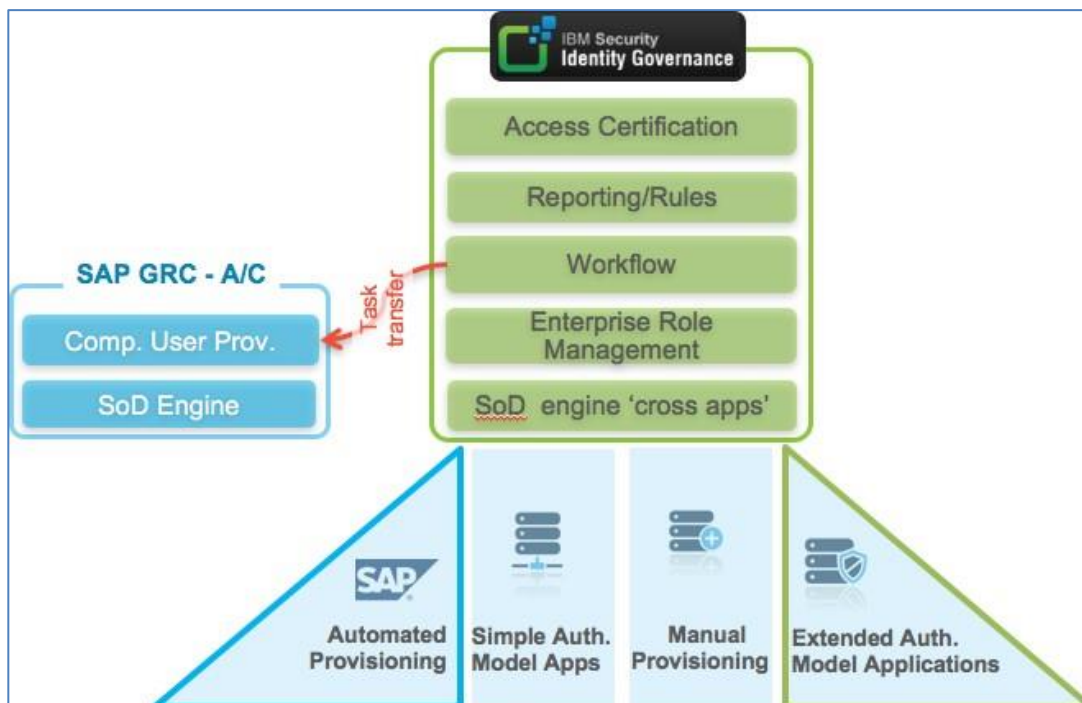 IBM Security
Identity Governance
Access Certification
Reporting/Rules
Workflow
Enterprise Role
Management
SoD engine 'cross apps'
SAP GRC - A/C
Comp. User Prov.
SoD Engine
Task
transfer
SAP
Automated
Provisioning
Simple Auth.
Model Apps
Manual
Provisioning
Extended Auth.
Model Applications